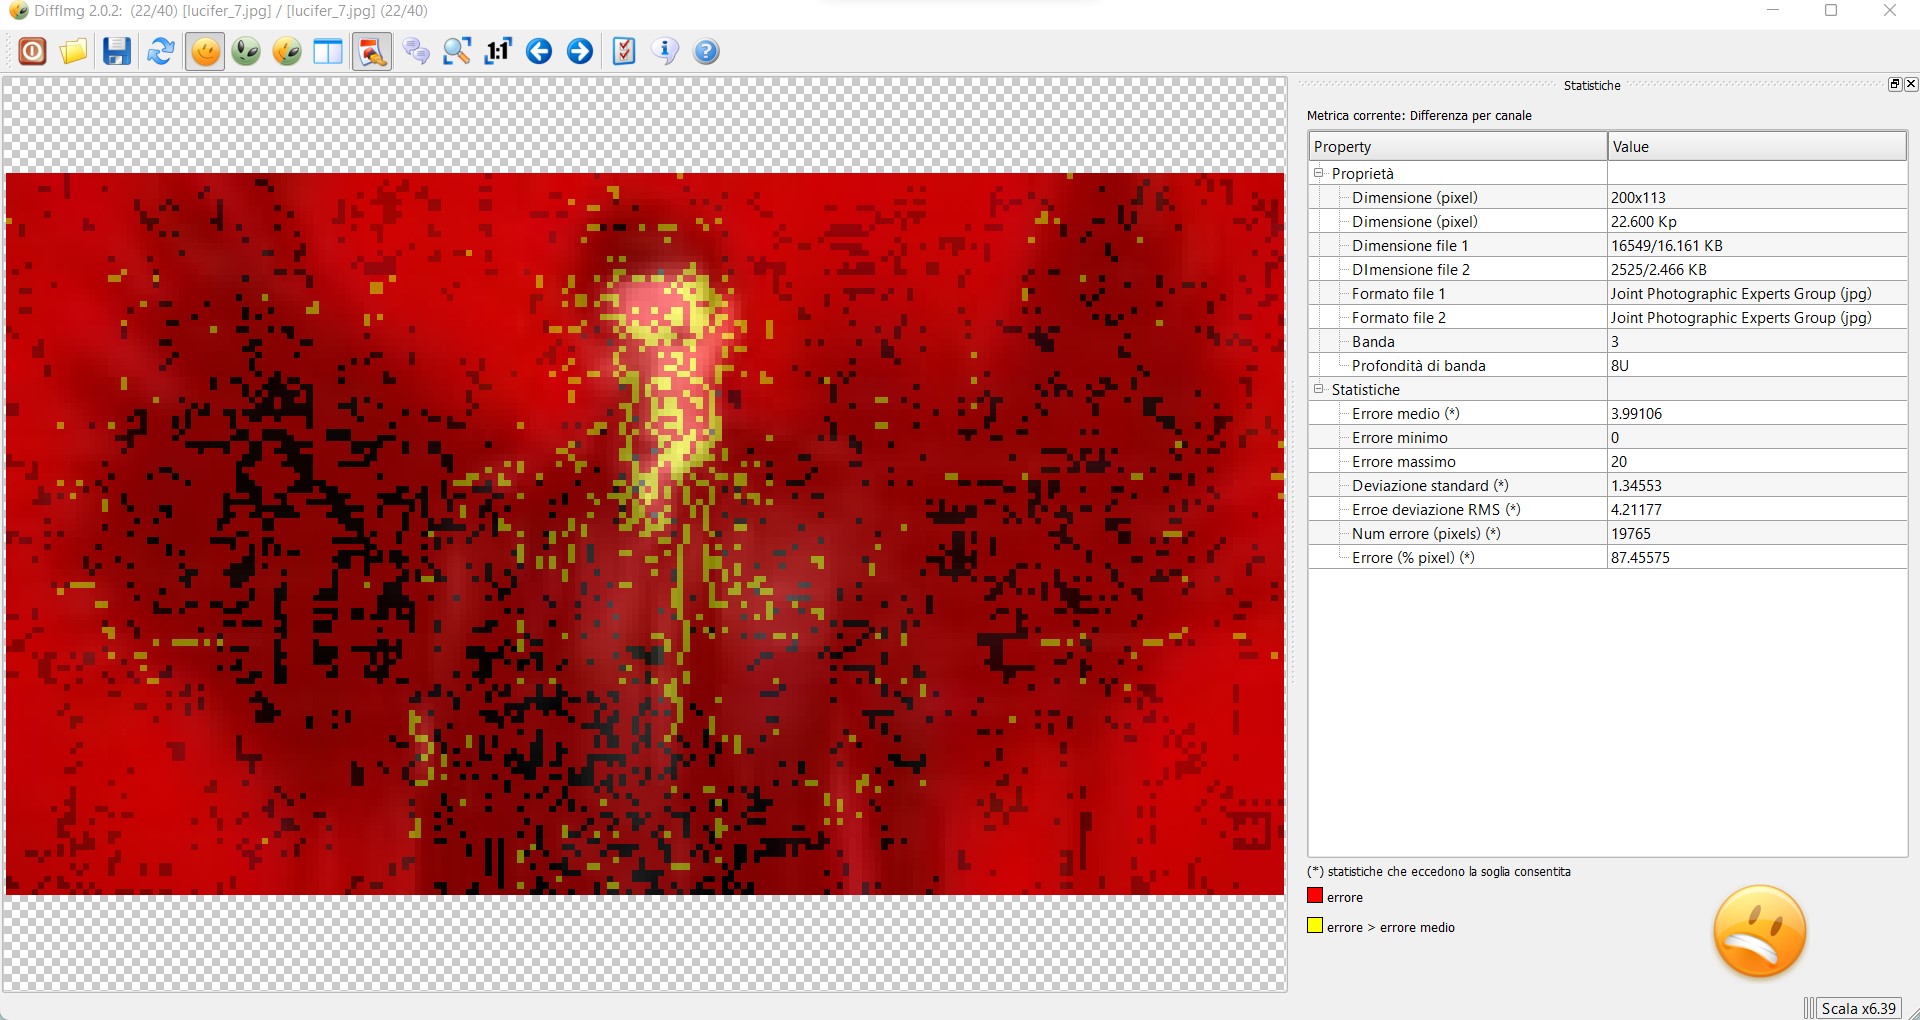 DiffImg 2.0.2: (22/40) [lucifer_7.jpg] / [lucifer_7.jpg] (22/40)
1:1
Statistiche
Metrica corrente: Differenza per canale
Property Value
Proprietà
Dimensione (pixel) 200x113
Dimensione (pixel) 22.600 Kp
Dimensione file 1 16549/16.161 KB
DImensione file 2 2525/2.466 KB
Formato file 1 Joint Photographic Experts Group (jpg)
Formato file 2 Joint Photographic Experts Group (jpg)
Banda 3
Profondità di banda 8U
Statistiche
Errore medio (*) 3.99106
Errore minimo 0
Errore massimo 20
Deviazione standard (*) 1.34553
Erroe deviazione RMS (*) 4.21177
Num errore (pixels) (*) 19765
Errore (% pixel) (*) 87.45575
(*) statistiche che eccedono la soglia consentita
errore
errore > errore medio
Scala x6.39